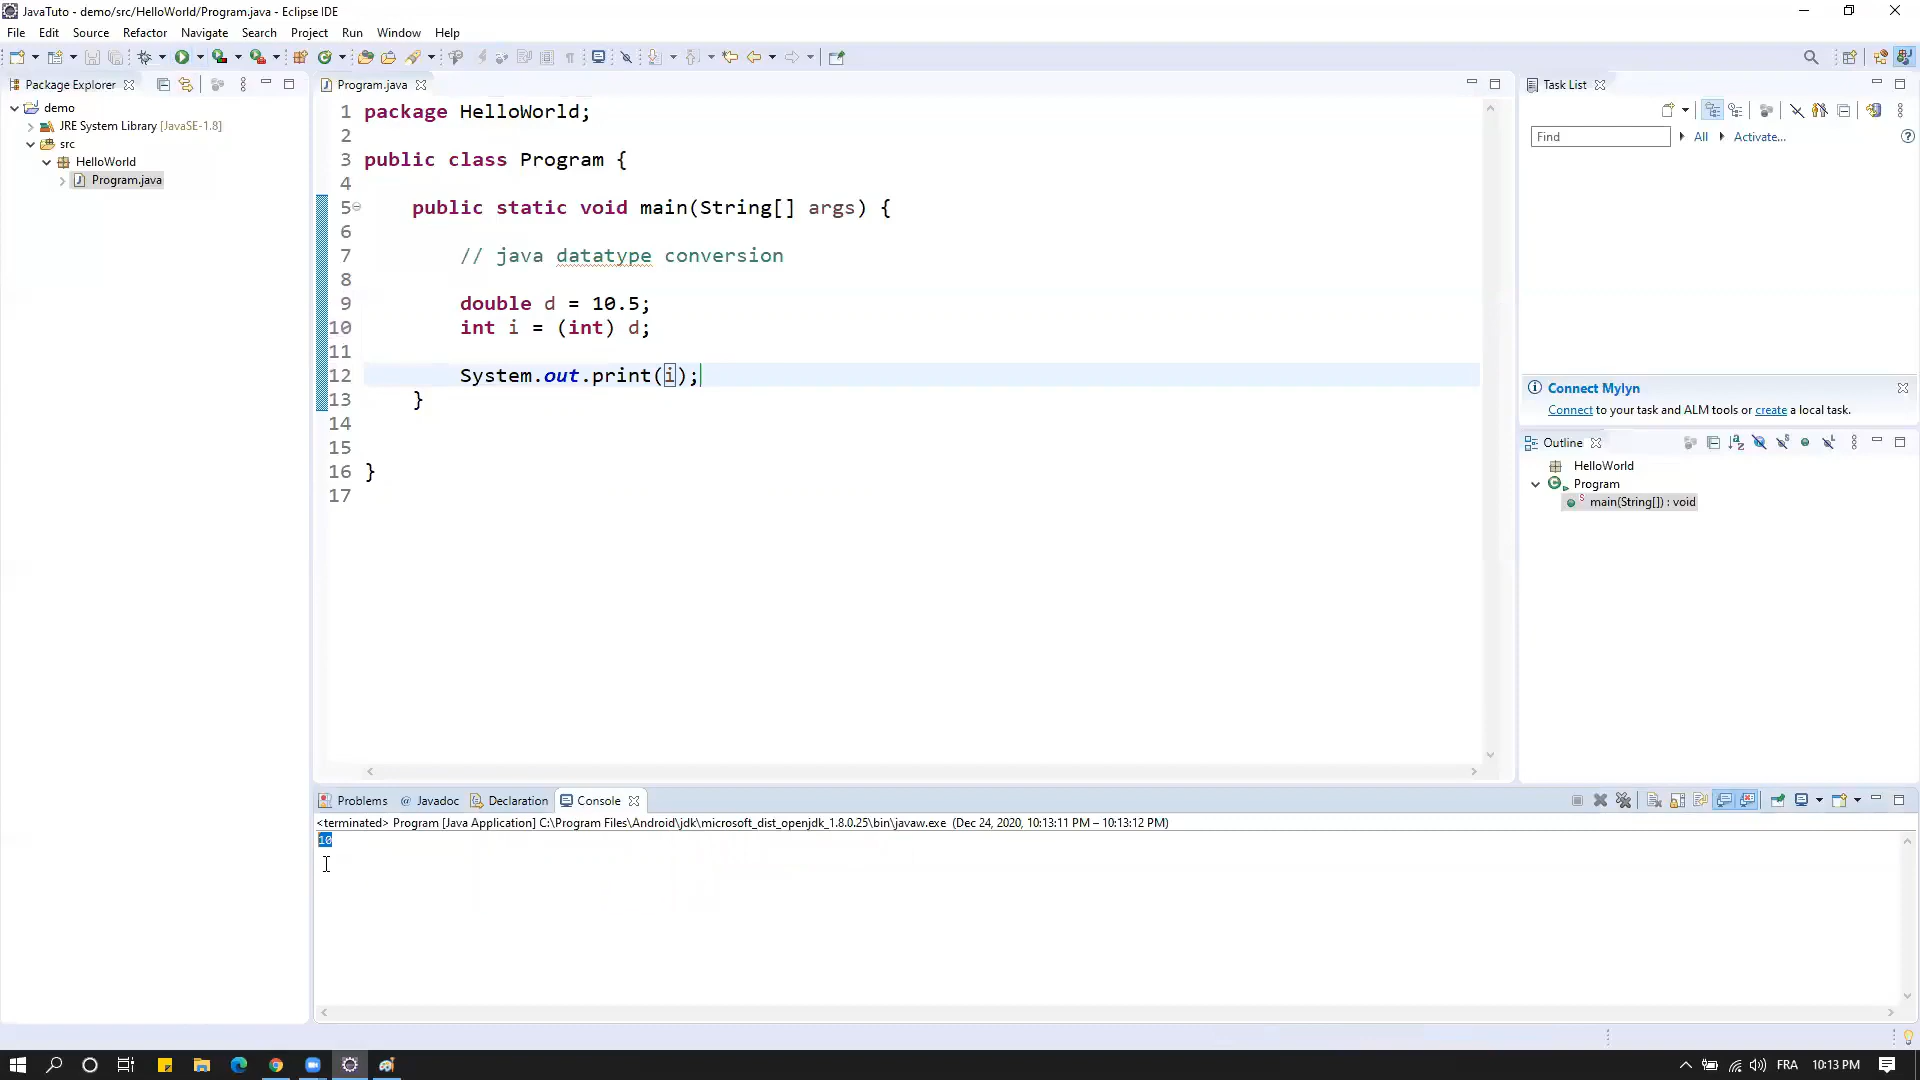 JavaTuto - demo/src/HelloWorld/Program.java - Eclipse IDE
File Edit Source Refactor Navigate Search Project Run Window Help
Package Explorer
demo
JRE System Library [JavaSE-1.8]
src
HelloWorld
Program.java
Program.java
1 package HelloWorld;
2
3 public class Program {
4
5 public static void main(String[] args) {
6
7 // java datatype conversion
8
9 double d = 10.5;
10 int i = (int) d;
11
12 System.out.print(i);
13 }
14
15
16 }
17
Task List
Find All Activate...
Connect Mylyn
Connect to your task and ALM tools or create a local task.
Outline
HelloWorld
Program
main(String[]) : void
Problems Javadoc Declaration Console
<terminated> Program [Java Application] C:\Program Files\Android\jdk\microsoft_dist_openjdk_1.8.0.25\bin\javaw.exe (Dec 24, 2020, 10:13:11 PM – 10:13:12 PM)
10
FRA 10:13 PM